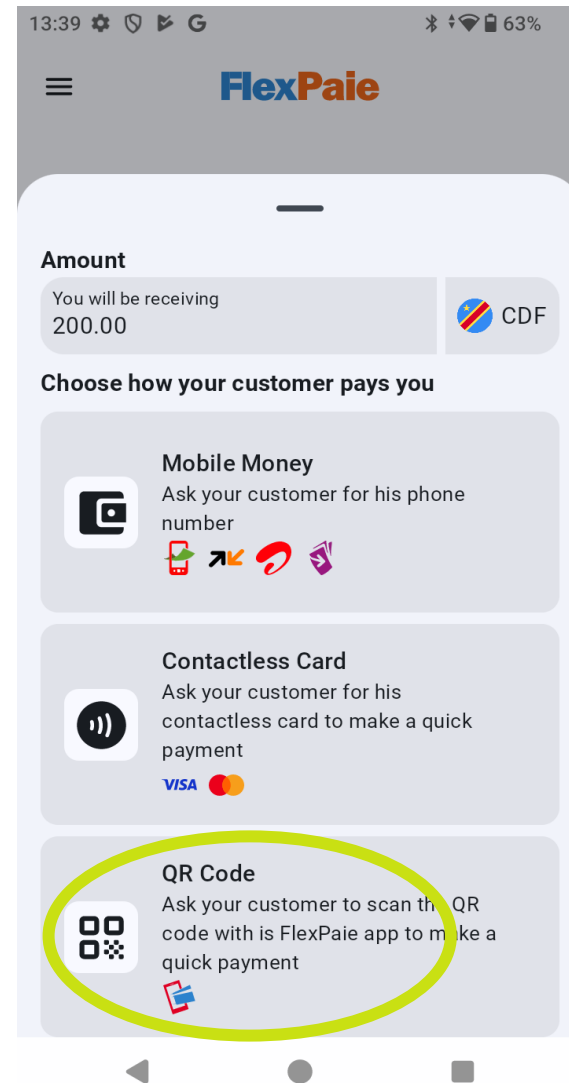 13:39 63%
FlexPaie
Amount
You will be receiving
200.00
CDF
Choose how your customer pays you
Mobile Money
Ask your customer for his phone
number
Contactless Card
Ask your customer for his
contactless card to make a quick
payment
VISA
QR Code
Ask your customer to scan the QR
code with is FlexPaie app to make a
quick payment